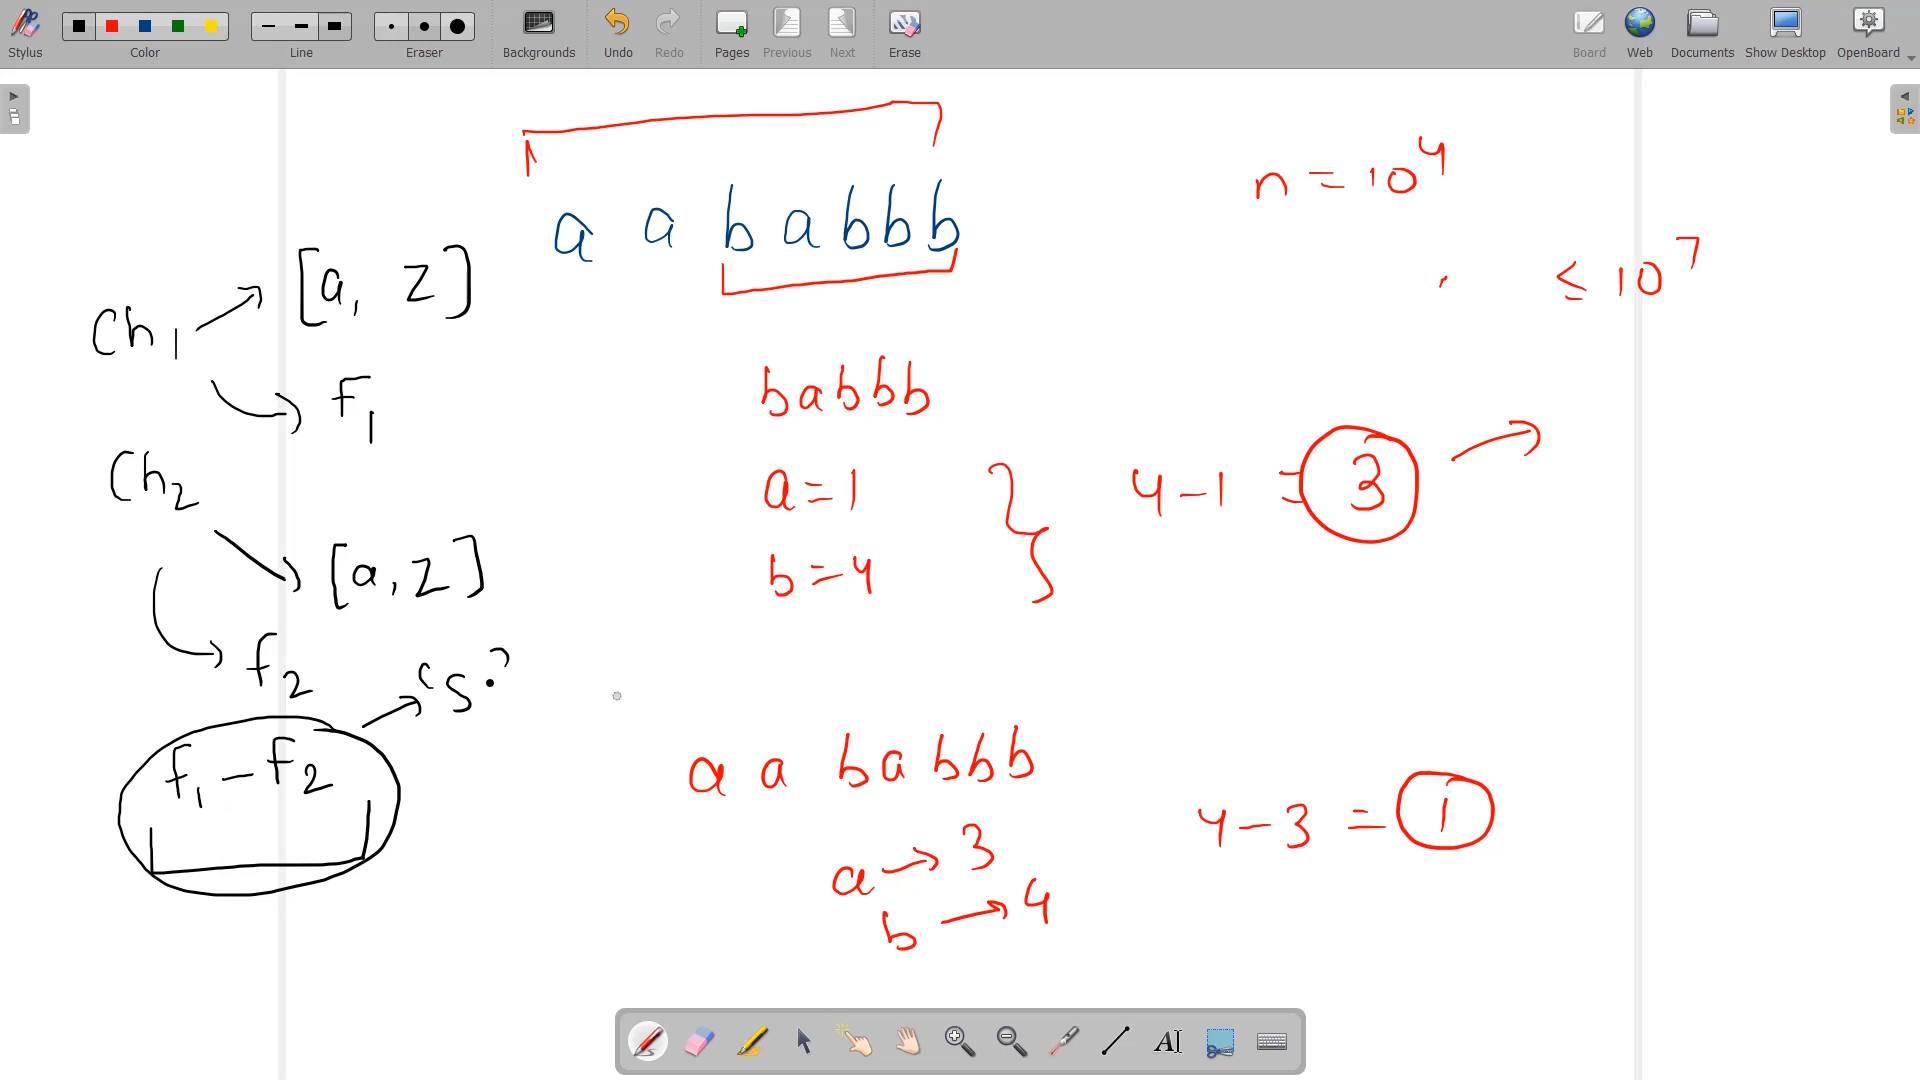 Stylus Color Line Eraser Backgrounds Undo Redo Pages Previous Next Erase Board Web Documents Show Desktop OpenBoard
a a b a b b b
n = 10^4
≤ 10^7
Ch1 → [a, z]
→ f1
b a b b b
Ch2
a = 1
b = 4
4 - 1 = 3
→ [a, z]
→ f2
f1 - f2 → 's'
a a b a b b b
4 - 3 = 1
a → 3
b → 4
AI